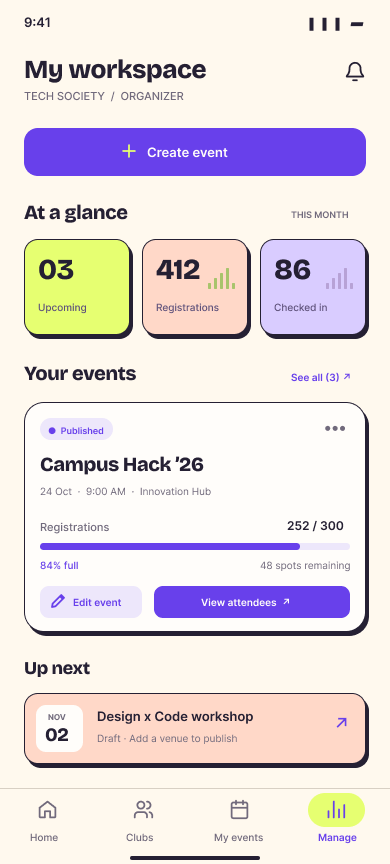 9:41
My workspace
TECH SOCIETY / ORGANIZER
Create event
At a glance
THIS MONTH
03
Upcoming
412
Registrations
86
Checked in
Your events
See all (3) ↗
Published
Campus Hack ’26
24 Oct · 9:00 AM · Innovation Hub
Registrations
252 / 300
84% full
48 spots remaining
Edit event
View attendees ↗
Up next
NOV
02
Design x Code workshop
Draft · Add a venue to publish
Home
Clubs
My events
Manage